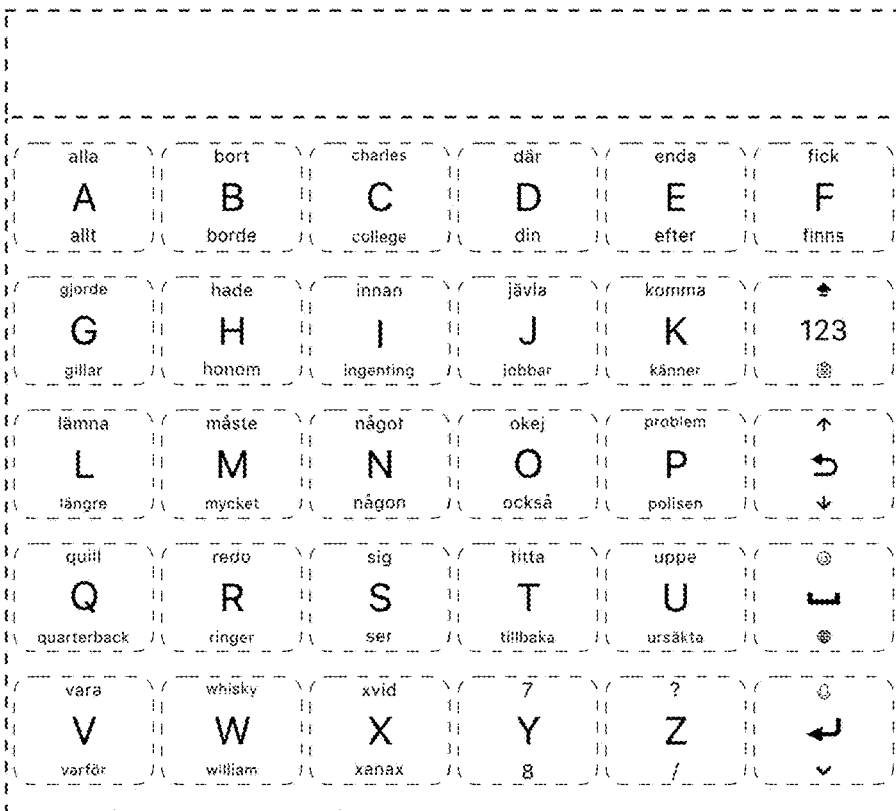 alla bort charles där enda fick
A B C D E F
allt borde college din efter finns
gjorde hade innan jävla komma
G H I J K 123
gillar honom ingenting jobbar känner
lämna måste något okej problem
L M N O P
längre mycket någon också polisen
quill redo sig titta uppe
Q R S T U
quarterback ringer ser tillbaka ursäkta
vara whisky xvid 7 ?
V W X Y Z
varför william xanax 8 /